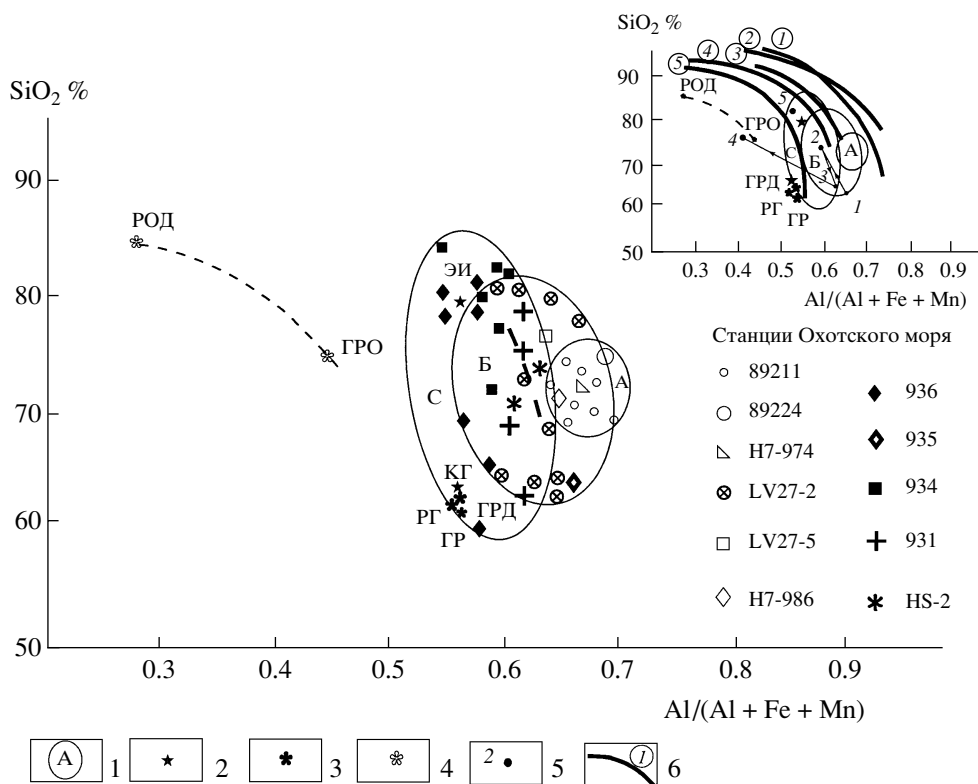 SiO2 %
90
80
70
60
50
0.3 0.4 0.5 0.6 0.7 0.8 0.9
Al/(Al + Fe + Mn)
РОД
ГРО
ЭИ
С
Б
А
КГ
РГ
ГР
ГРД
SiO2 %
90
80
70
60
50
0.3 0.4 0.5 0.6 0.7 0.8 0.9
Al/(Al + Fe + Mn)
1
2
3
4
5
РОД
ГРО
5
4
2
С
Б
А
3
1
ГРД
РГ
ГР
Станции Охотского моря
89211
89224
H7-974
LV27-2
LV27-5
H7-986
936
935
934
931
HS-2
А 1 2 3 4 2 5 1 6